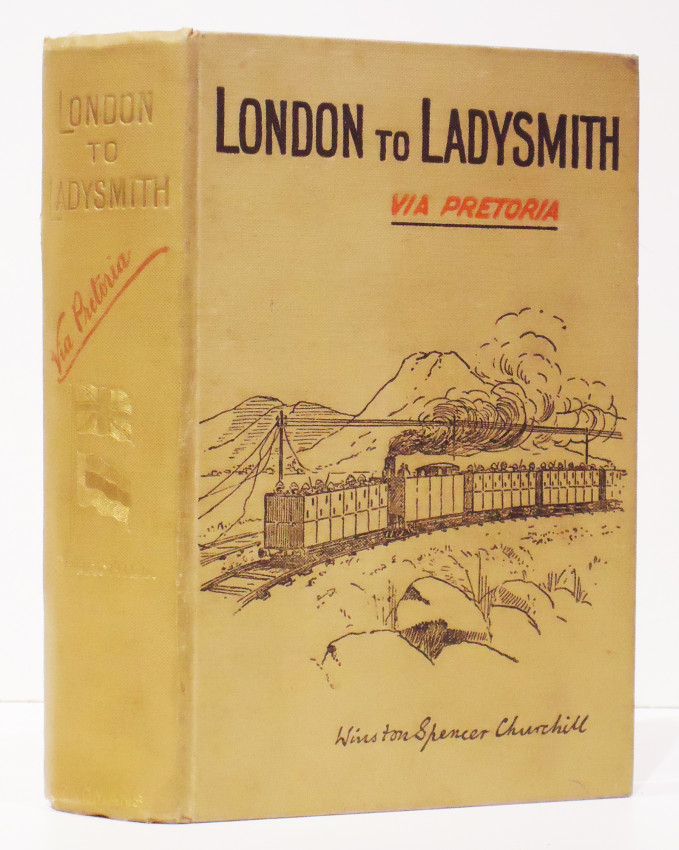 LONDON
TO
LADYSMITH
Via Pretoria
LONDON TO LADYSMITH
VIA PRETORIA
Winston Spencer Churchill